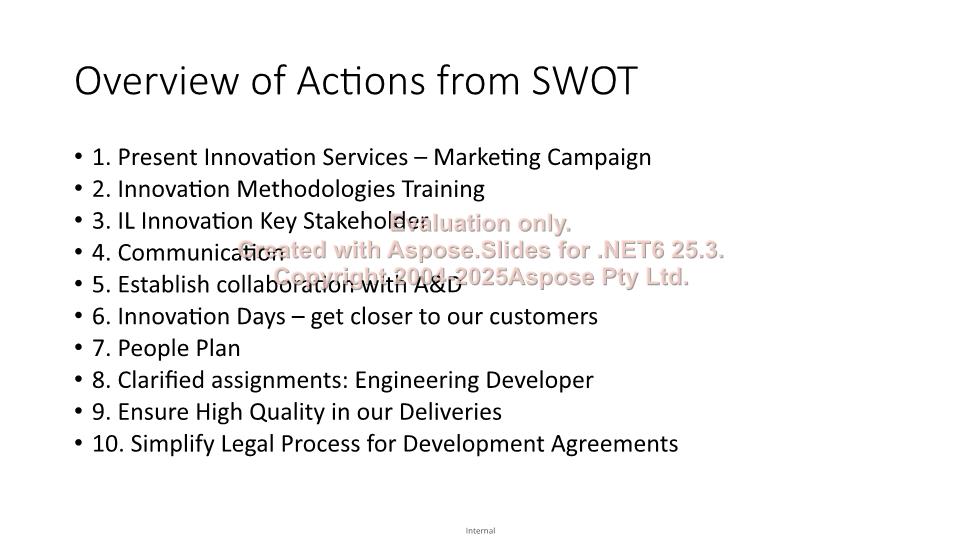 Overview of Actions from SWOT
• 1. Present Innovation Services – Marketing Campaign
• 2. Innovation Methodologies Training
• 3. IL Innovation Key Stakeholder
• 4. Communication
• 5. Establish collaboration with A&D
• 6. Innovation Days – get closer to our customers
• 7. People Plan
• 8. Clarified assignments: Engineering Developer
• 9. Ensure High Quality in our Deliveries
• 10. Simplify Legal Process for Development Agreements
Evaluation only.
Created with Aspose.Slides for .NET6 25.3.
Copyright 2004-2025Aspose Pty Ltd.
Internal